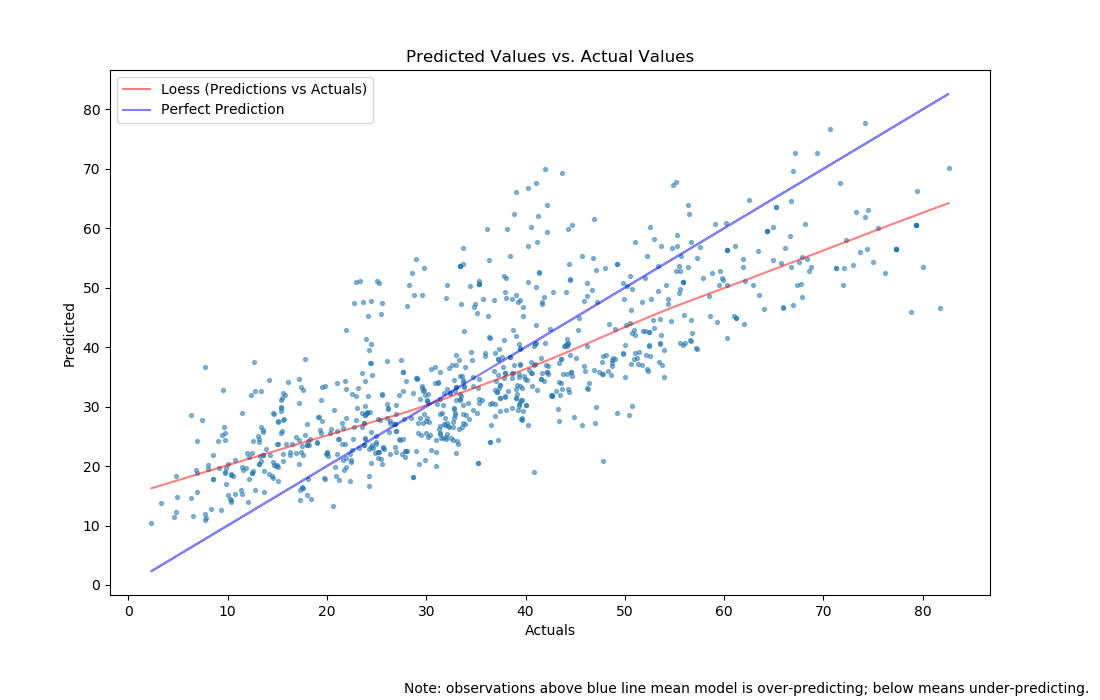 Predicted Values vs. Actual Values
Loess (Predictions vs Actuals)
Perfect Prediction
80
70
60
50
40
30
20
10
0
Predicted
0 10 20 30 40 50 60 70 80
Actuals
Note: observations above blue line mean model is over-predicting; below means under-predicting.